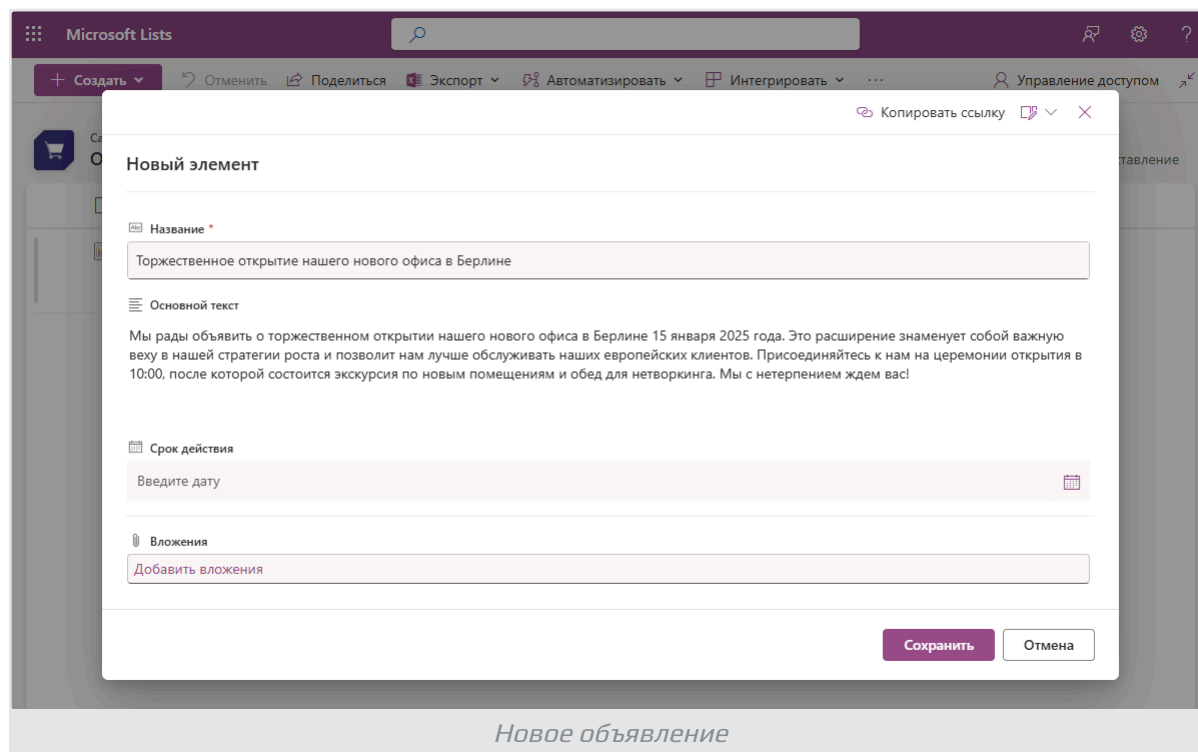 Microsoft Lists
Создать
Отменить
Поделиться
Экспорт
Автоматизировать
Интегрировать
...
Управление доступом
Копировать ссылку
Новый элемент
Abc Название *
Торжественное открытие нашего нового офиса в Берлине
Основной текст
Мы рады объявить о торжественном открытии нашего нового офиса в Берлине 15 января 2025 года. Это расширение знаменует собой важную
веху в нашей стратегии роста и позволит нам лучше обслуживать наших европейских клиентов. Присоединяйтесь к нам на церемонии открытия в
10:00, после которой состоится экскурсия по новым помещениям и обед для нетворкинга. Мы с нетерпением ждем вас!
Срок действия
Введите дату
Вложения
Добавить вложения
Сохранить
Отмена
Новое объявление